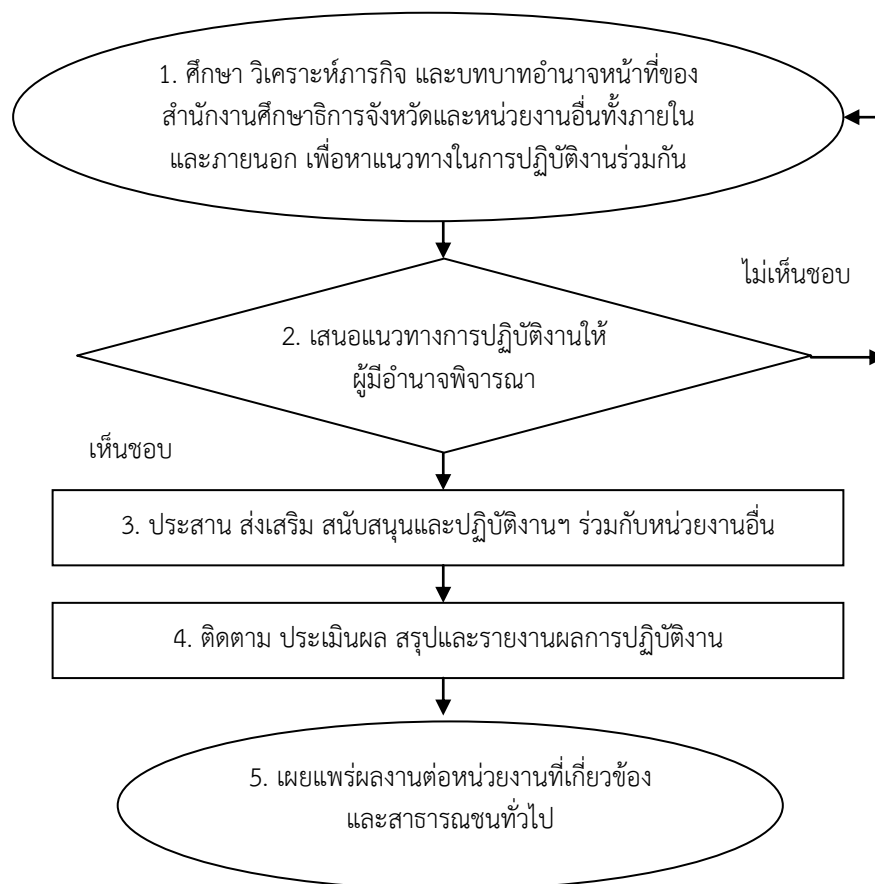 1. ศึกษา วิเคราะห์ภารกิจ และบทบาทอำนาจหน้าที่ของ
สำนักงานศึกษาธิการจังหวัดและหน่วยงานอื่นทั้งภายใน
และภายนอก เพื่อหาแนวทางในการปฏิบัติงานร่วมกัน
ไม่เห็นชอบ
2. เสนอแนวทางการปฏิบัติงานให้
ผู้มีอำนาจพิจารณา
เห็นชอบ
3. ประสาน ส่งเสริม สนับสนุนและปฏิบัติงานฯ ร่วมกับหน่วยงานอื่น
4. ติดตาม ประเมินผล สรุปและรายงานผลการปฏิบัติงาน
5. เผยแพร่ผลงานต่อหน่วยงานที่เกี่ยวข้อง
และสาธารณชนทั่วไป